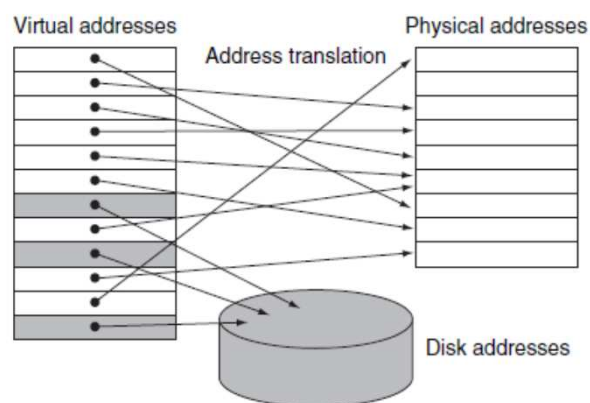 Virtual addresses
Physical addresses
Address translation
Disk addresses